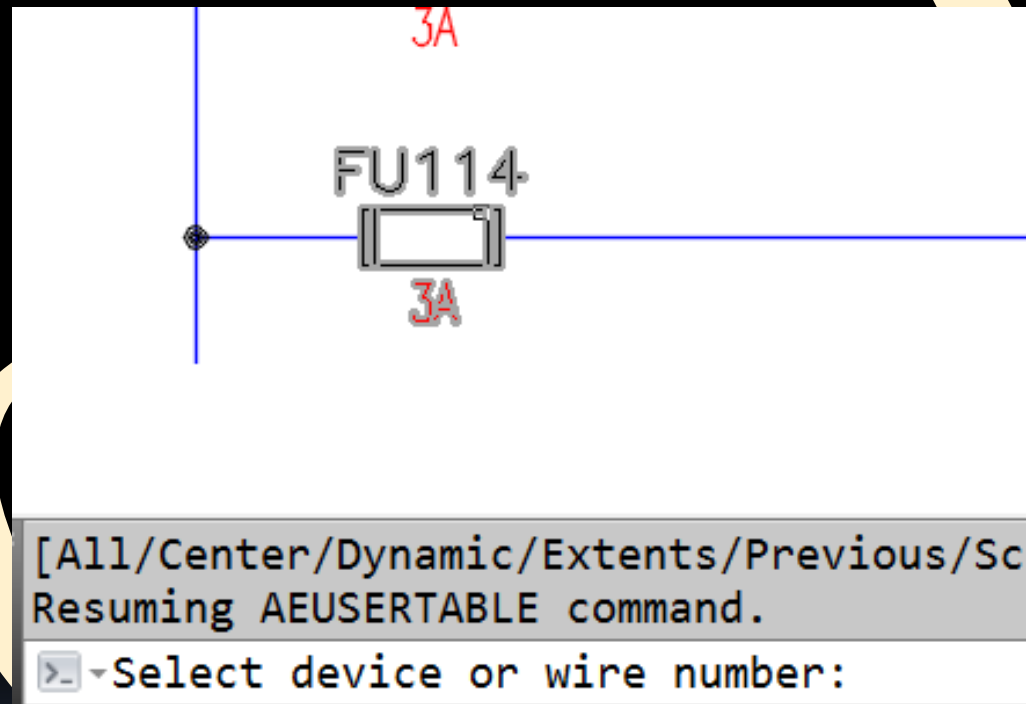 3A
FU114
3A
[All/Center/Dynamic/Extents/Previous/Sc
Resuming AEUSERTABLE command.
Select device or wire number: